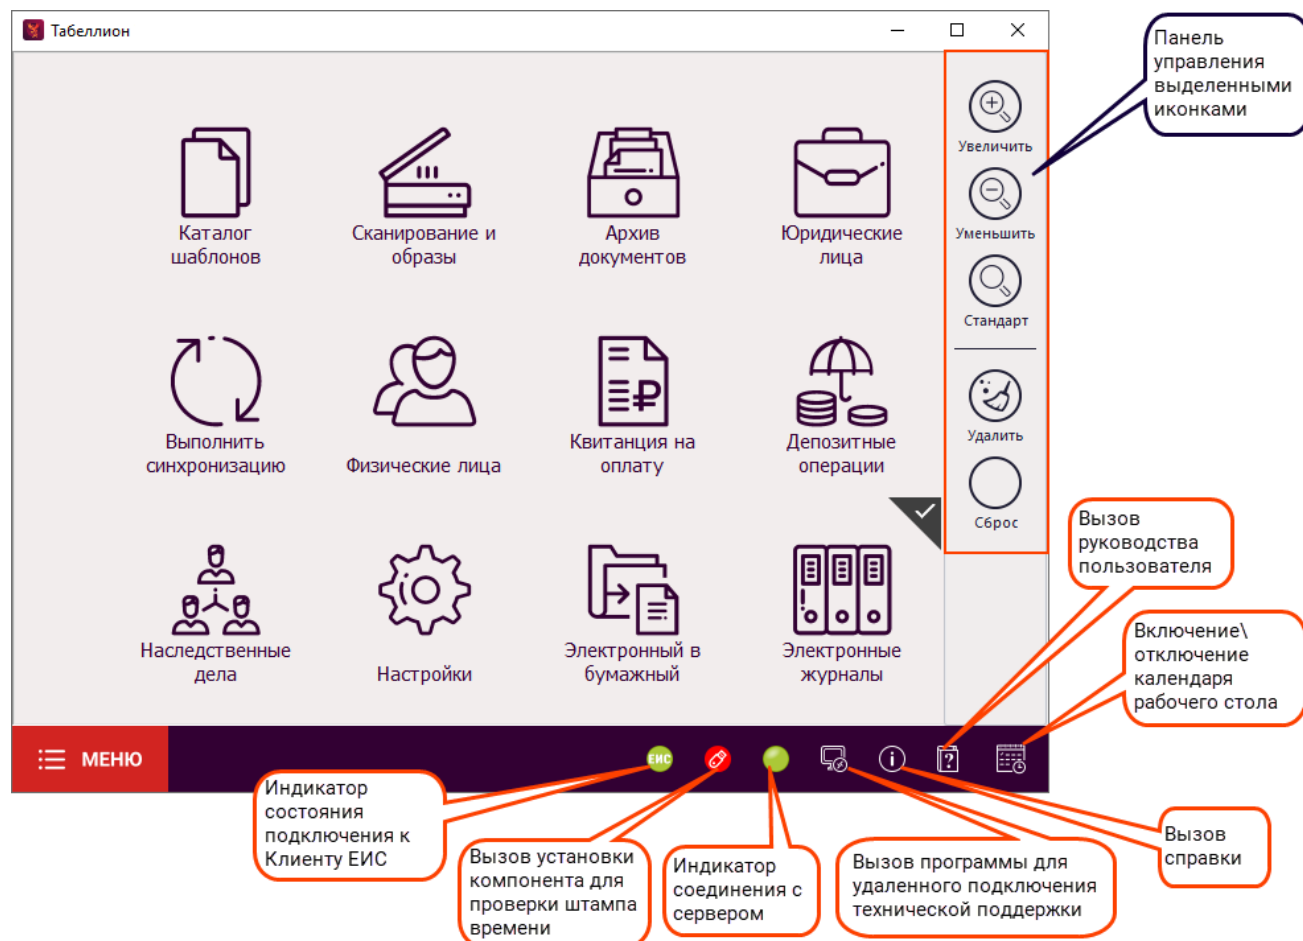 Табеллион
Панель
управления
выделенными
иконками
Увеличить
Уменьшить
Стандарт
Удалить
Сброс
Каталог
шаблонов
Сканирование и
образы
Архив
документов
Юридические
лица
Выполнить
синхронизацию
Физические лица
Квитанция на
оплату
Депозитные
операции
Наследственные
дела
Настройки
Электронный в
бумажный
Электронные
журналы
Вызов
руководства
пользователя
Включение\
отключение
календаря
рабочего стола
МЕНЮ
ЕИС
Индикатор
состояния
подключения к
Клиенту ЕИС
Вызов установки
компонента для
проверки штампа
времени
Индикатор
соединения с
сервером
Вызов программы для
удаленного подключения
технической поддержки
Вызов
справки